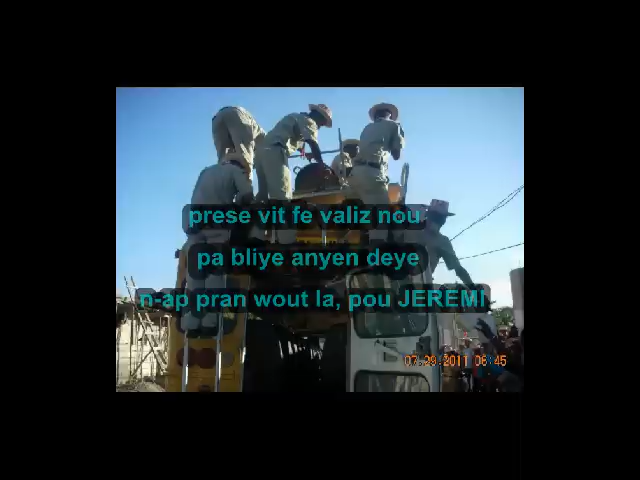 prese vit fe valiz nou
pa bliye anyen deye
n-ap pran wout la, pou JEREMI
07.29.2011 06:45